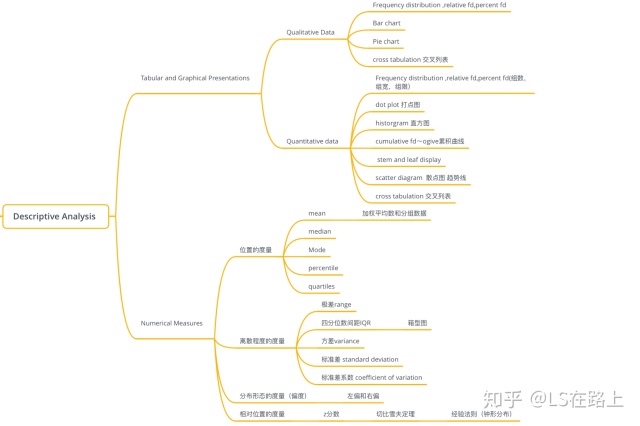 Descriptive Analysis
Tabular and Graphical Presentations
Qualitative Data
Frequency distribution ,relative fd,percent fd
Bar chart
Pie chart
cross tabulation 交叉列表
Quantitative data
Frequency distribution ,relative fd,percent fd(组数,
组宽, 组限)
dot plot 打点图
historgram 直方图
cumulative fd~ogive累积曲线
stem and leaf display
scatter diagram 散点图 趋势线
cross tabulation 交叉列表
Numerical Measures
位置的度量
mean
加权平均数和分组数据
median
Mode
percentile
quartiles
离散程度的度量
极差range
四分位数间距IQR
箱型图
方差variance
标准差 standard deviation
标准差系数 coefficient of variation
分布形态的度量(偏度)
左偏和右偏
相对位置的度量
z分数
切比雪夫定理
经验法则(钟形分布)
知乎 @LS在路上